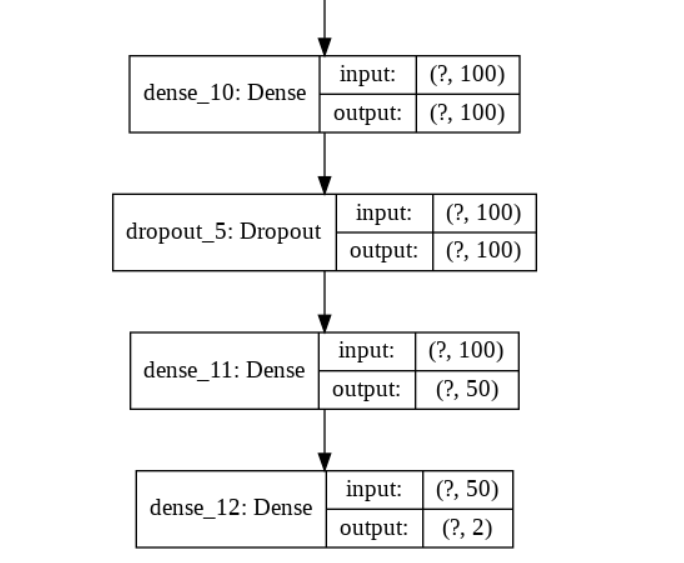 dense_10: Dense
input:
(?, 100)
output:
(?, 100)
dropout_5: Dropout
input:
(?, 100)
output:
(?, 100)
dense_11: Dense
input:
(?, 100)
output:
(?, 50)
dense_12: Dense
input:
(?, 50)
output:
(?, 2)